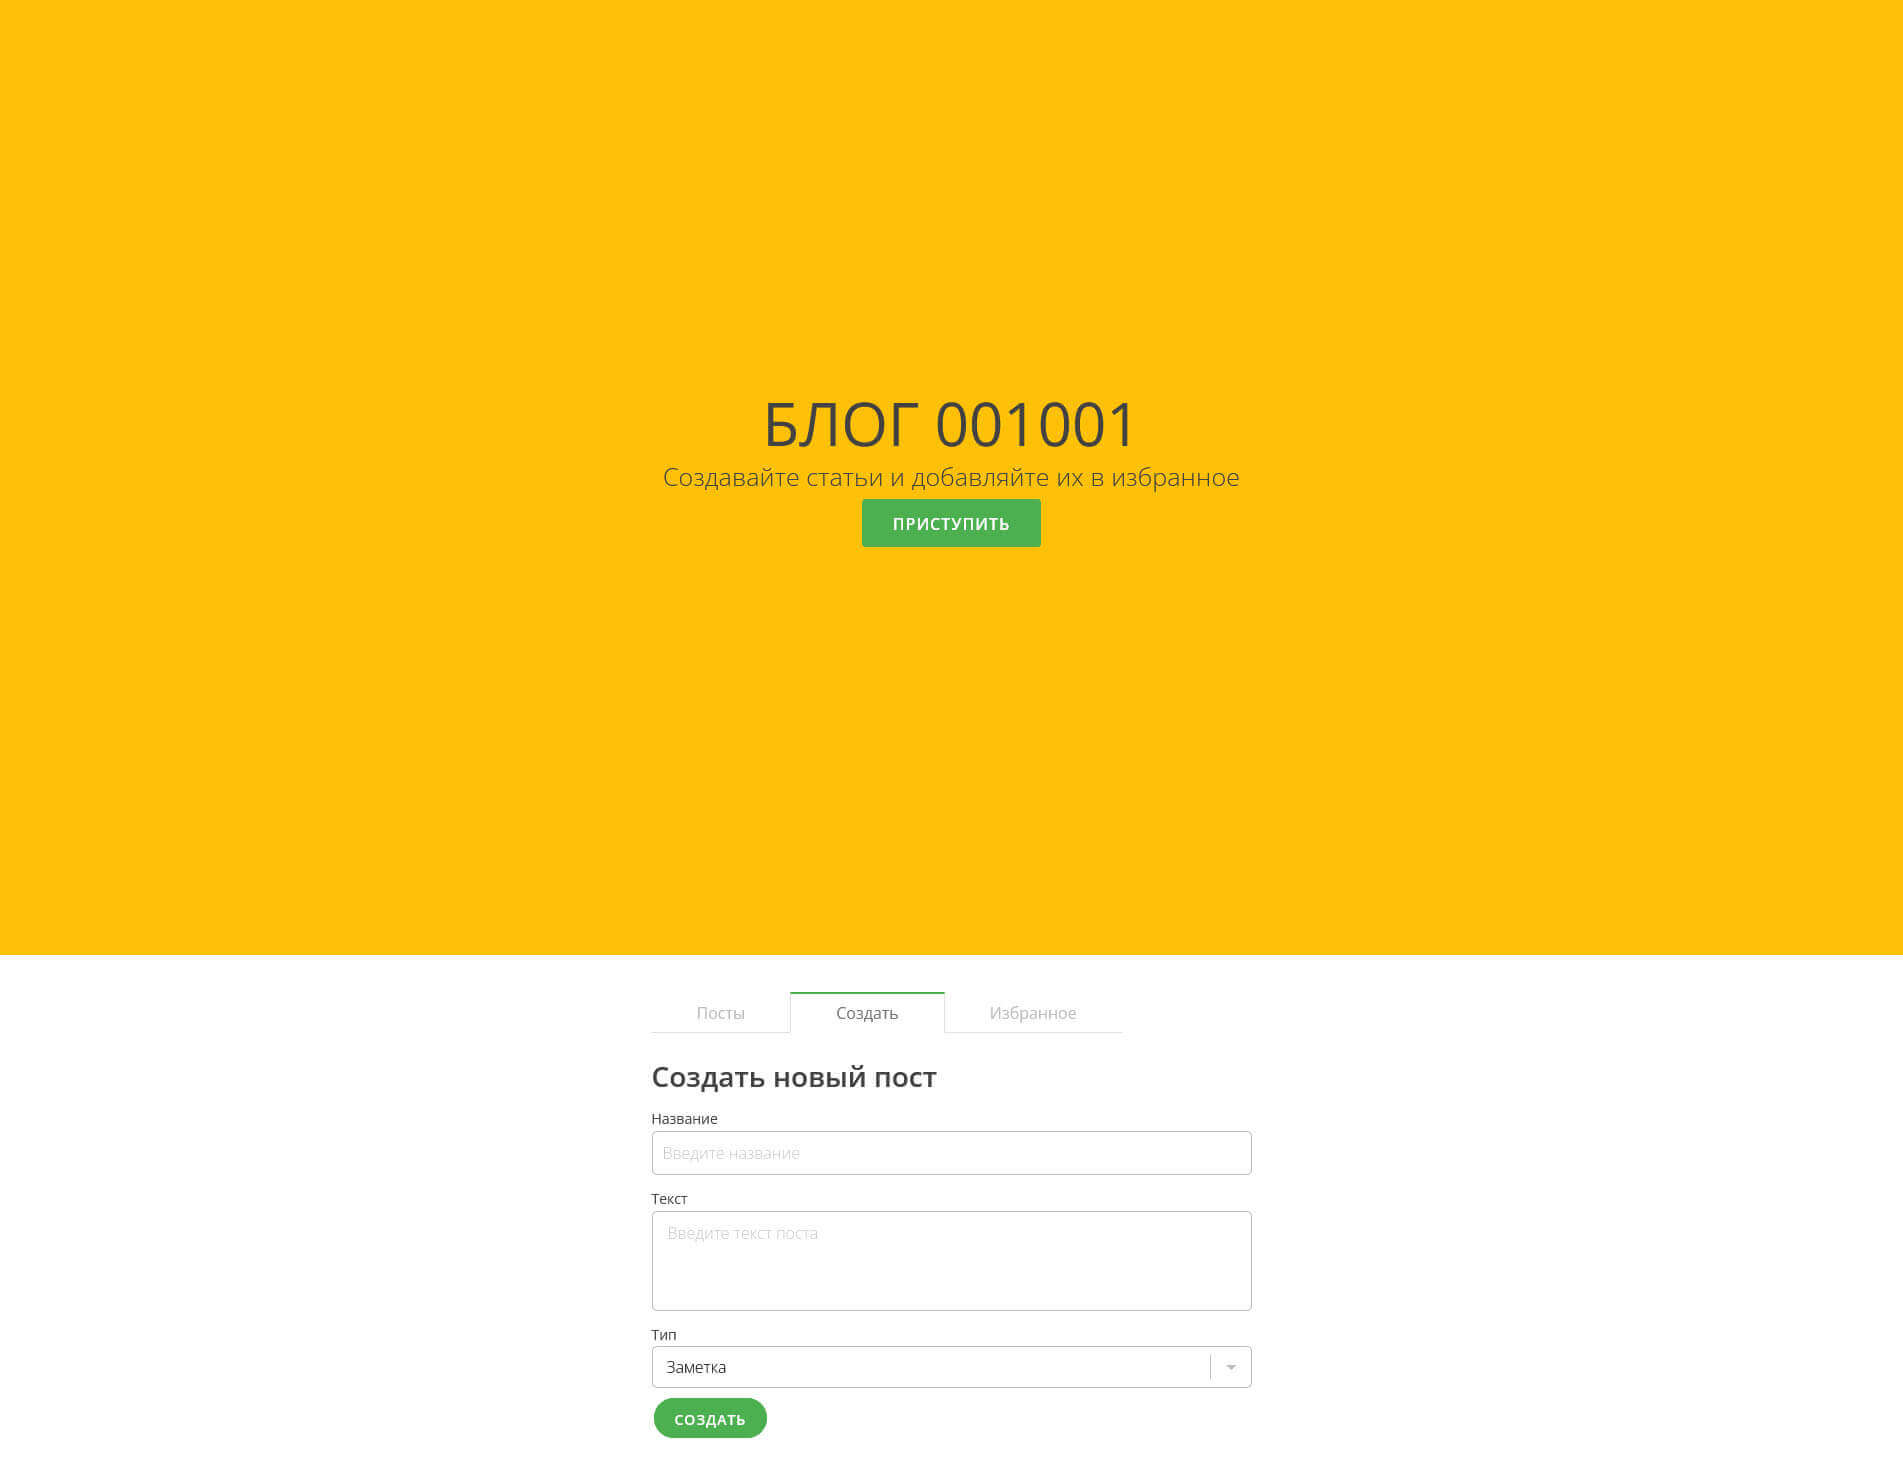 БЛОГ 001001
Создавайте статьи и добавляйте их в избранное
ПРИСТУПИТЬ
Посты Создать Избранное
Создать новый пост
Название
Введите название
Текст
Введите текст поста
Тип
Заметка
СОЗДАТЬ